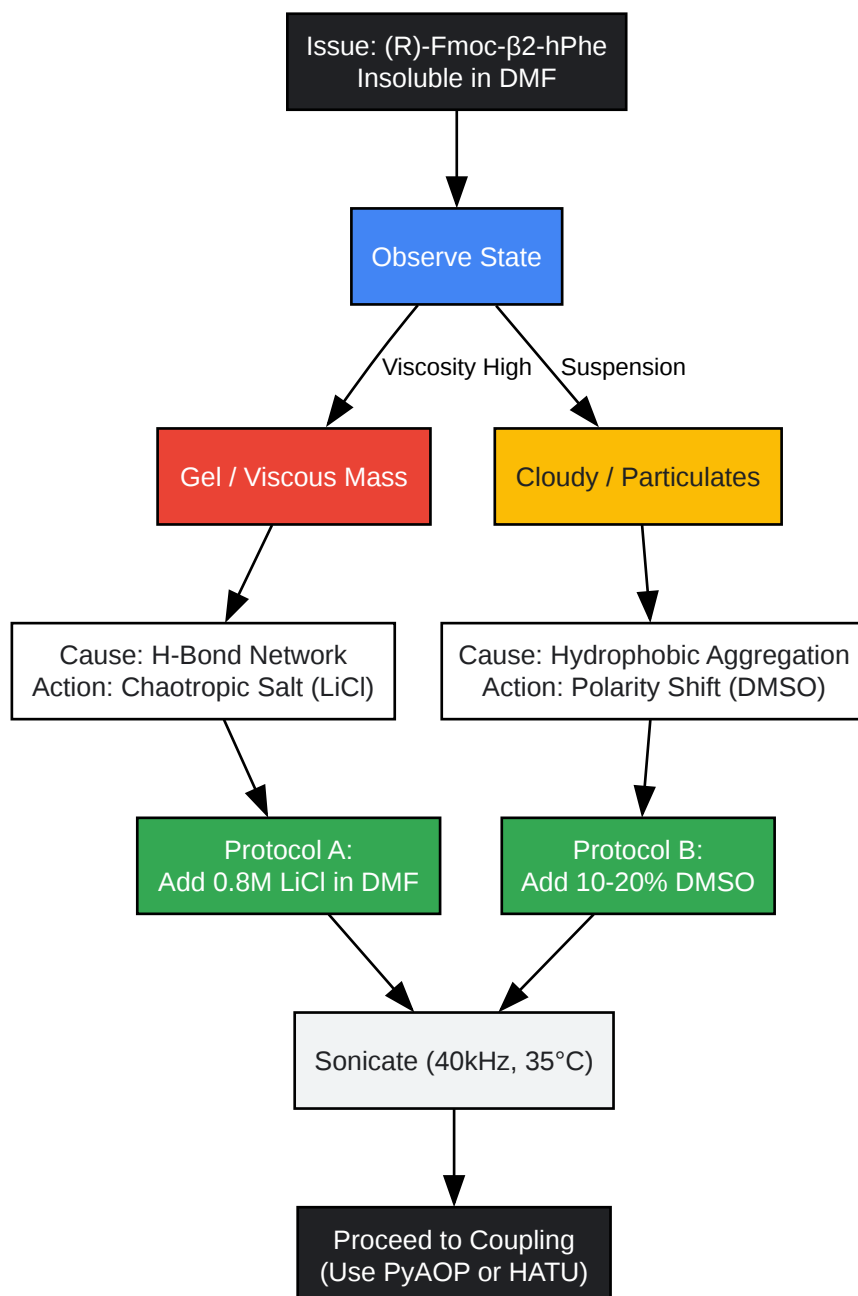 Issue: (R)-Fmoc-β2-hPhe
Insoluble in DMF
Observe State
Viscosity High
Suspension
Gel / Viscous Mass
Cloudy / Particulates
Cause: H-Bond Network
Action: Chaotropic Salt (LiCl)
Cause: Hydrophobic Aggregation
Action: Polarity Shift (DMSO)
Protocol A:
Add 0.8M LiCl in DMF
Protocol B:
Add 10-20% DMSO
Sonicate (40kHz, 35°C)
Proceed to Coupling
(Use PyAOP or HATU)